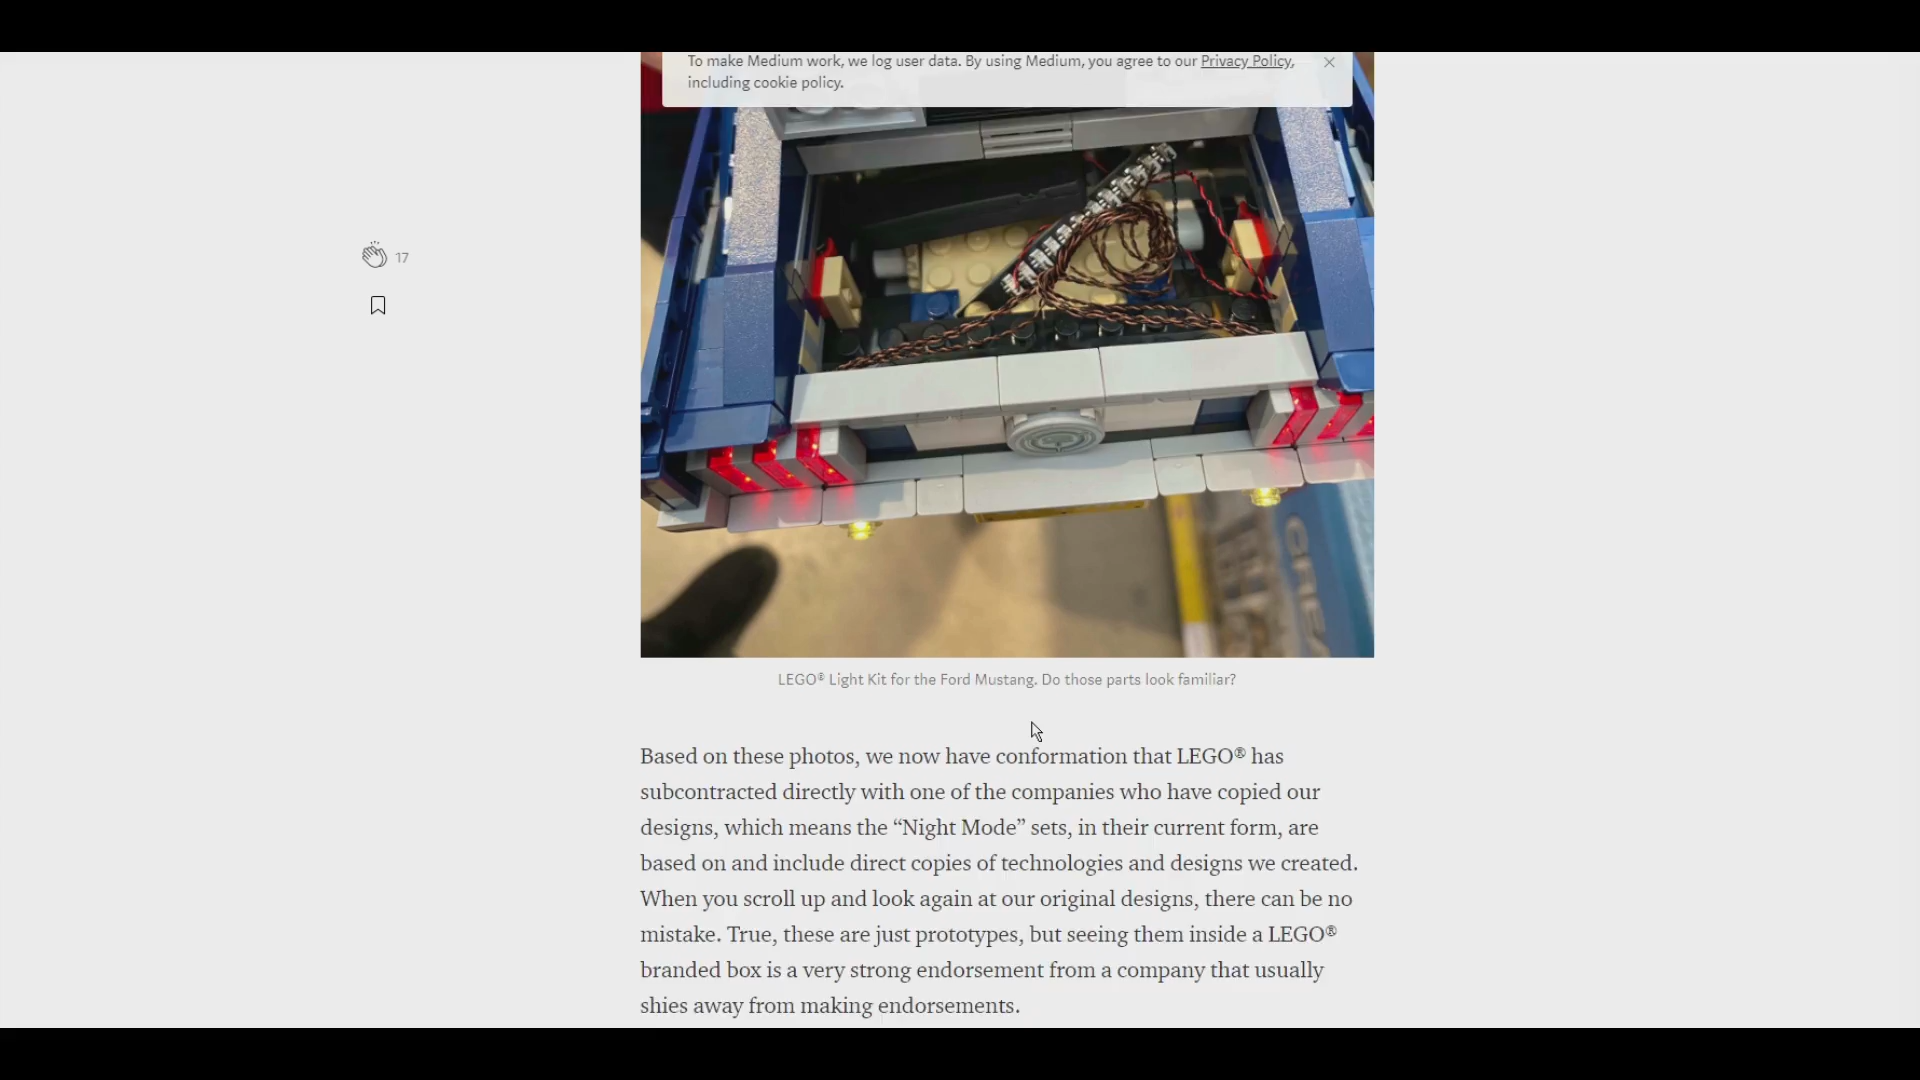 To make Medium work, we log user data. By using Medium, you agree to our Privacy Policy,
including cookie policy.
17
LEGO® Light Kit for the Ford Mustang. Do those parts look familiar?
Based on these photos, we now have conformation that LEGO® has
subcontracted directly with one of the companies who have copied our
designs, which means the “Night Mode” sets, in their current form, are
based on and include direct copies of technologies and designs we created.
When you scroll up and look again at our original designs, there can be no
mistake. True, these are just prototypes, but seeing them inside a LEGO®
branded box is a very strong endorsement from a company that usually
shies away from making endorsements.